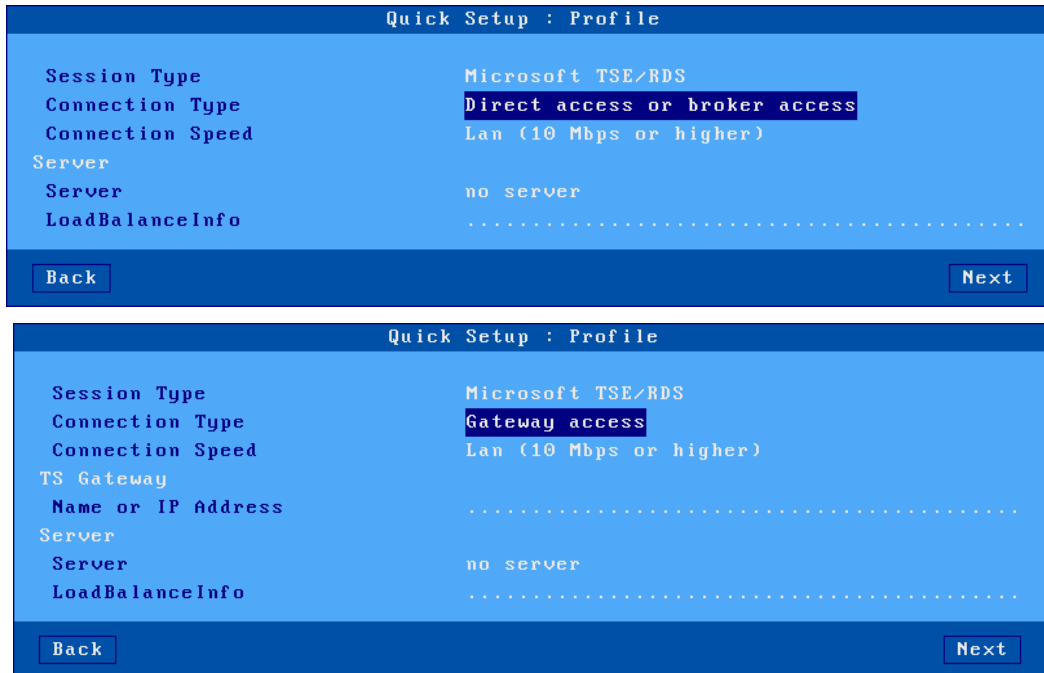 Quick Setup : Profile
Session Type Microsoft TSE/RDS
Connection Type Direct access or broker access
Connection Speed Lan (10 Mbps or higher)
Server
Server no server
LoadBalanceInfo ...........................................
Back Next
Quick Setup : Profile
Session Type Microsoft TSE/RDS
Connection Type Gateway access
Connection Speed Lan (10 Mbps or higher)
TS Gateway
Name or IP Address ...........................................
Server
Server no server
LoadBalanceInfo ...........................................
Back Next